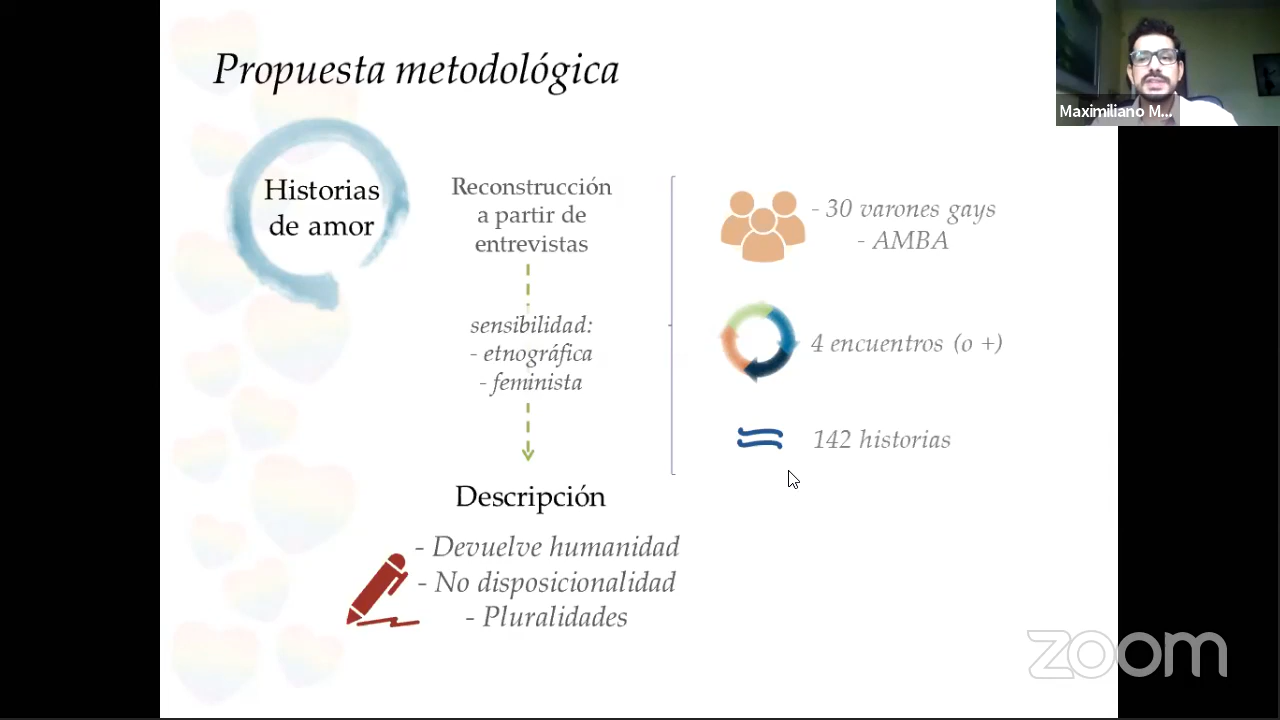 Propuesta metodológica
Maximiliano M...
Historias
de amor
Reconstrucción
a partir de
entrevistas
sensibilidad:
- etnográfica
- feminista
Descripción
- Devuelve humanidad
- No disposicionalidad
- Pluralidades
- 30 varones gays
- AMBA
4 encuentros (o +)
142 historias
zoom